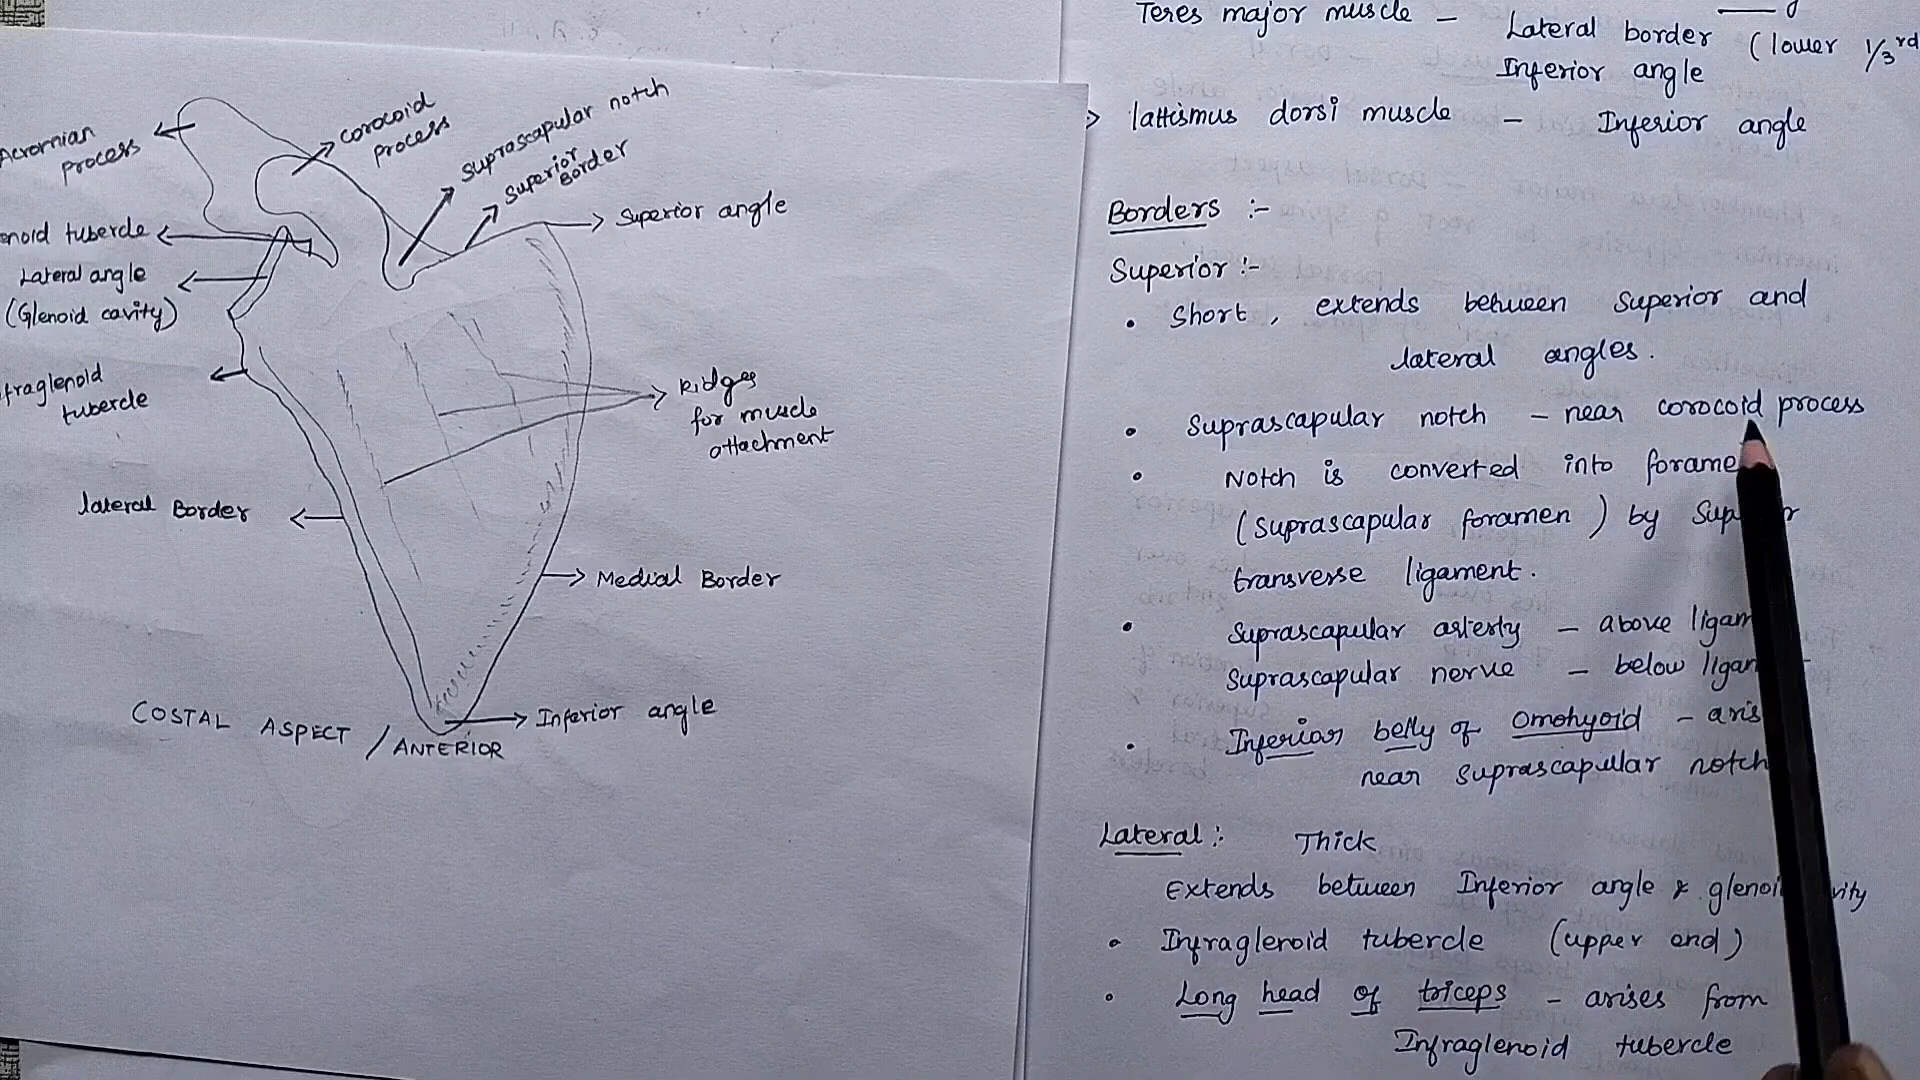 Acromian
process
corocoid
process
suprascapular notch
Superior
Border
Superior angle
enoid tubercle
Lateral angle
(Glenoid cavity)
fraglenoid
tubercle
Ridges
for muscle
attachment
lateral Border
Medial Border
Inferior angle
COSTAL ASPECT / ANTERIOR
Teres major muscle - Lateral border (lower 1/3rd
Inferior angle
lattismus dorsi muscle - Inferior angle
Borders :-
Superior :-
• Short, extends between Superior and
lateral angles.
• Suprascapular notch - near corocoid process
• Notch is converted into forame
(Suprascapular foramen) by Sup
transverse ligament.
• Suprascapular artery - above ligam
Suprascapular nerve - below ligam
• Inferior belly of Omohyoid - aris
near suprascapular notch
Lateral :- Thick
Extends between Inferior angle & glenoi vity
• Infraglenoid tubercle (upper end)
• Long head of triceps - arises from
Infraglenoid tubercle